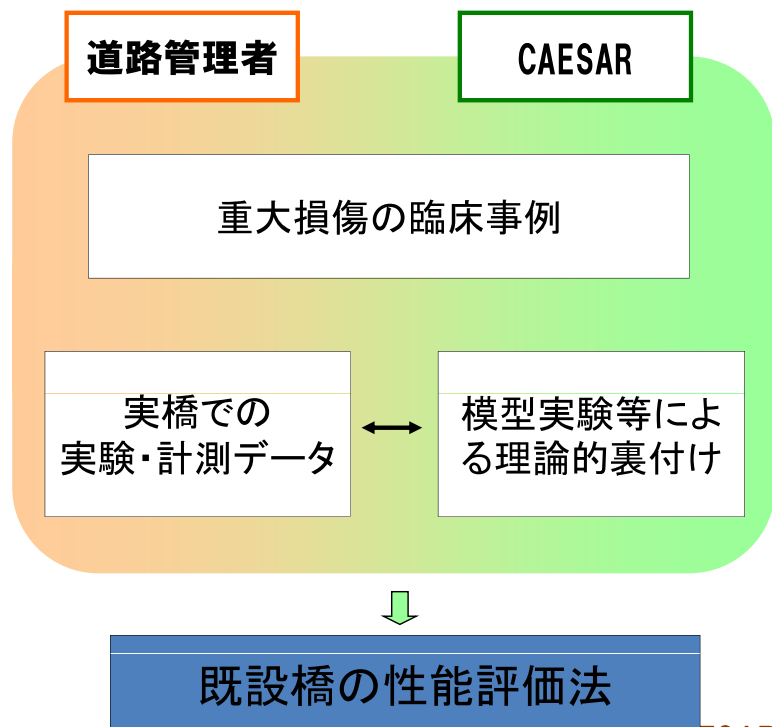 道路管理者
CAESAR
重大損傷の臨床事例
実橋での
実験・計測データ
模型実験等によ
る理論的裏付け
既設橋の性能評価法